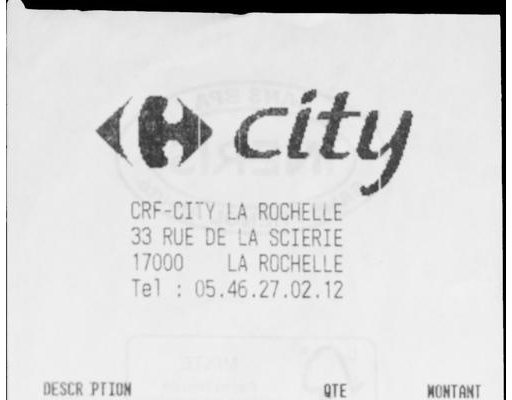 city
CRF-CITY LA ROCHELLE
33 RUE DE LA SCIERIE
17000 LA ROCHELLE
Tel : 05.46.27.02.12
DESCR PTION QTE MONTANT